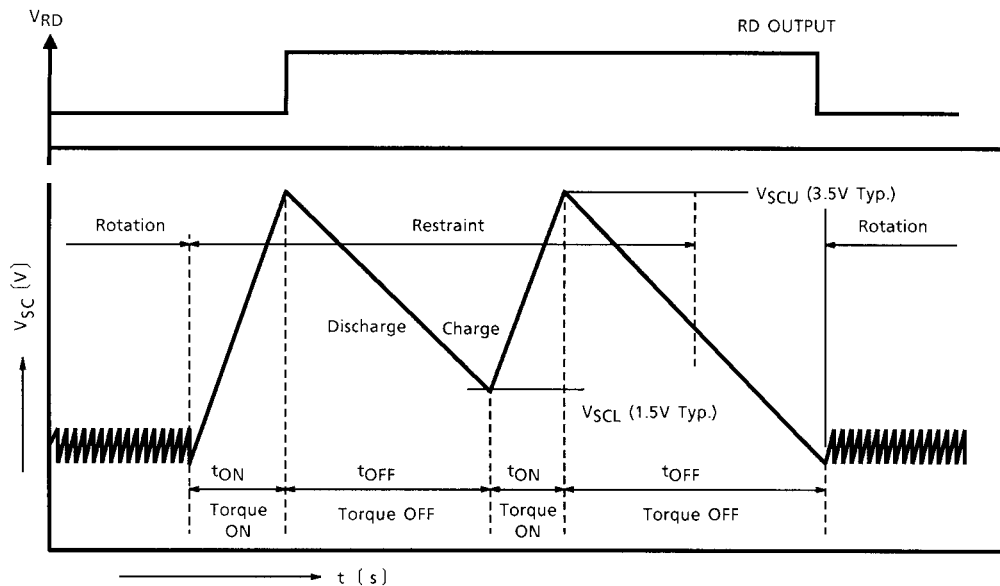 VRD
RD OUTPUT
VSCU (3.5V Typ.)
Rotation
Restraint
Rotation
VSC (V)
Discharge
Charge
VSCL (1.5V Typ.)
tON
tOFF
tON
tOFF
Torque
ON
Torque OFF
Torque
ON
Torque OFF
t (s)